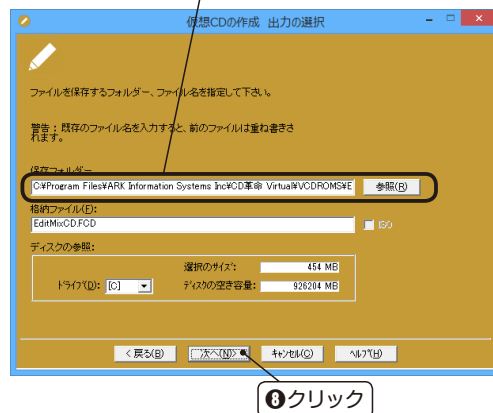 仮想CDの作成 出力の選択
ファイルを保存するフォルダー、ファイル名を指定して下さい。
警告：既存のファイル名を入力すると、前のファイルは重ね書きさ
れます。
保存フォルダー
C:¥Program Files¥ARK Information Systems Inc¥CD革命 Virtual¥VCDROMS¥E
参照(R)
格納ファイル(F):
EditMixCD.FCD
ISO
ディスクの参照:
選択のサイズ: 454 MB
ドライブ(D): [C] ディスクの空き容量: 926204 MB
< 戻る(B) 次へ(N)> キャンセル(C) ヘルプ(H)
❽クリック